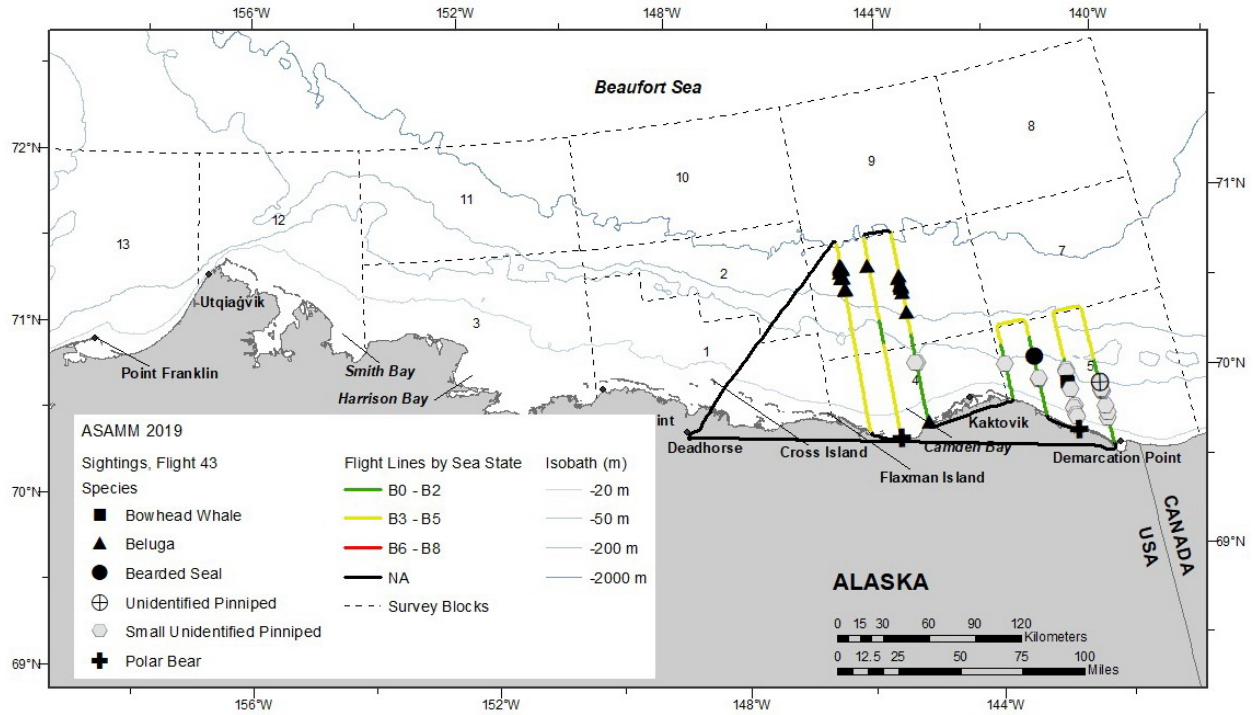 156°W
152°W
148°W
144°W
140°W
Beaufort Sea
8
72°N
9
71°N
10
11
12
13
7
2
Utqiaġvik
3
71°N
1
70°N
Point Franklin
Smith Bay
5
4
Harrison Bay
Kaktovik
int
Deadhorse
Cross Island
Camden Bay
Demarcation Point
Flaxman Island
70°N
69°N
CANADA
USA
ALASKA
ASAMM 2019
Sightings, Flight 43
Species
Bowhead Whale
Beluga
Bearded Seal
Unidentified Pinniped
Small Unidentified Pinniped
Polar Bear
Flight Lines by Sea State
B0 - B2
B3 - B5
B6 - B8
NA
Survey Blocks
Isobath (m)
-20 m
-50 m
-200 m
-2000 m
0 15 30 60 90 120
Kilometers
0 12.5 25 50 75 100
Miles
69°N
156°W
152°W
148°W
144°W